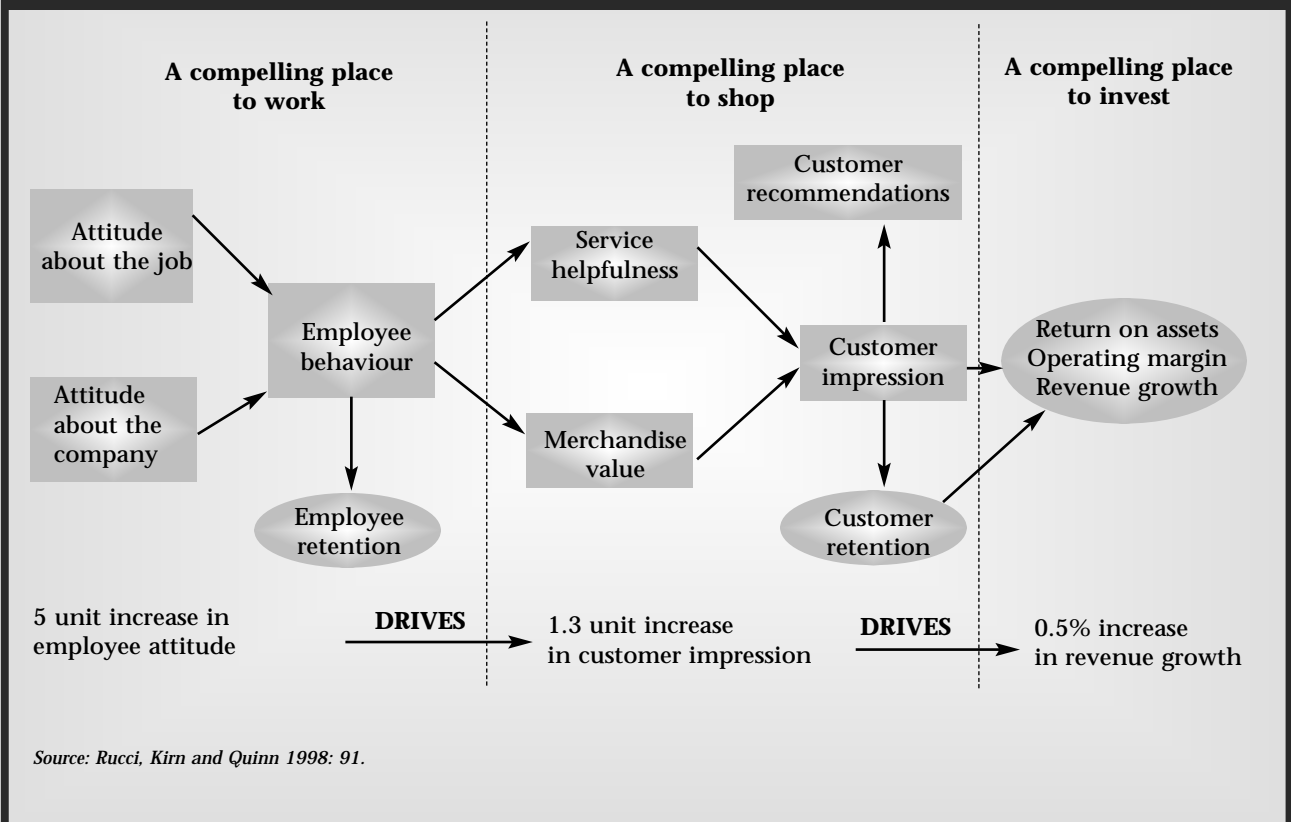 A compelling place
to work
A compelling place
to shop
A compelling place
to invest
Attitude
about the job
Attitude
about the
company
Employee
behaviour
Employee
retention
Service
helpfulness
Merchandise
value
Customer
recommendations
Customer
impression
Customer
retention
Return on assets
Operating margin
Revenue growth
5 unit increase in
employee attitude
DRIVES
1.3 unit increase
in customer impression
DRIVES
0.5% increase
in revenue growth
Source: Rucci, Kirn and Quinn 1998: 91.